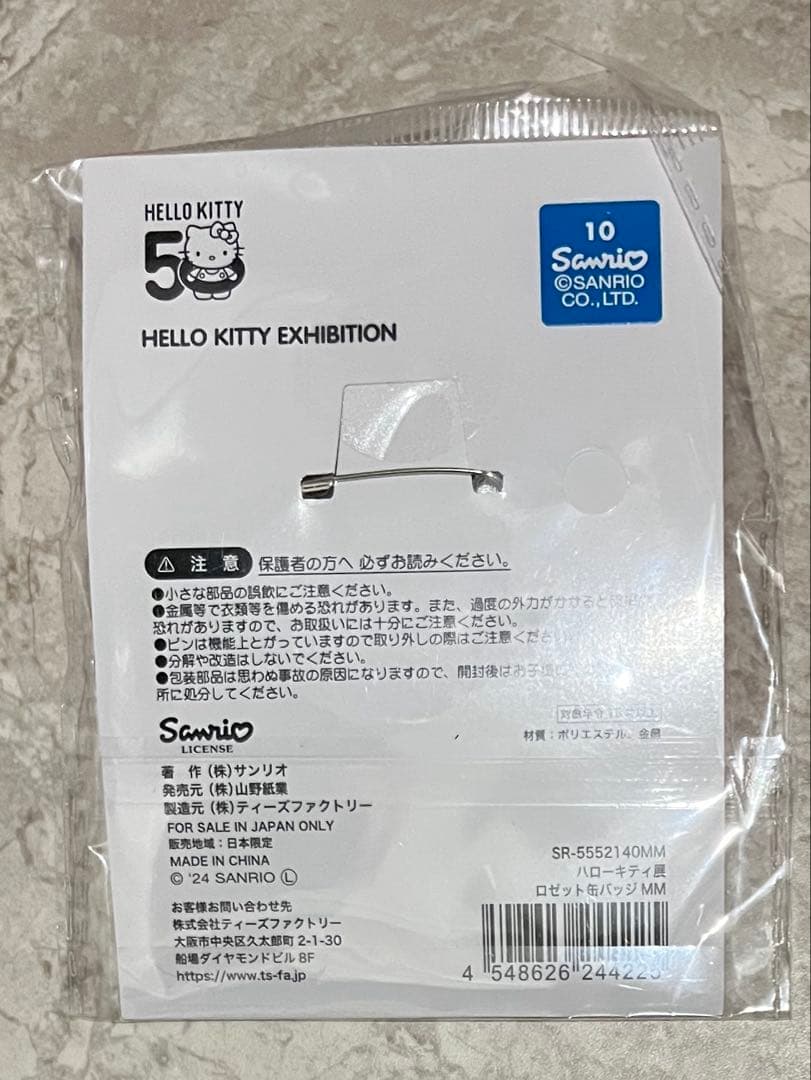 HELLO KITTY
50
HELLO KITTY EXHIBITION
10
Sanrio
©SANRIO
CO.,LTD.
⚠ 注 意 保護者の方へ 必ずお読みください。
●小さな部品の誤飲にご注意ください。
●金属等で衣類等を傷める恐れがあります。また、過度の外力がかかると
恐れがありますので、お取扱いには十分にご注意ください。
●ピンは機能上とがっていますので取り外しの際はご注意くださ
●分解や改造はしないでください。
●包装部品は思わぬ事故の原因になりますので、開封後はお子様
所に処分してください。
材質:ポリエステル、金属
Sanrio
LICENSE
著 作 (株)サンリオ
発売元 (株)山野紙業
製造元 (株)ティーズファクトリー
FOR SALE IN JAPAN ONLY
販売地域:日本限定
MADE IN CHINA
© '24 SANRIO Ⓛ
お客様お問い合わせ先
株式会社ティーズファクトリー
大阪市中央区久太郎町 2-1-30
船場ダイヤモンドビル 8F
https://www.ts-fa.jp
SR-5552140MM
ハローキティ展
ロゼット缶バッジ MM
4 548626 244225